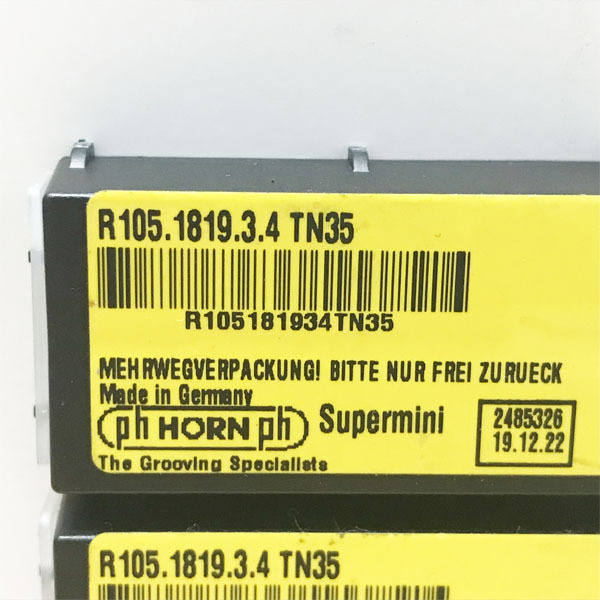 R105.1819.3.4 TN35
R105181934TN35
MEHRWEGVERPACKUNG! BITTE NUR FREI ZURUECK
Made in Germany
ph HORN ph Supermini
2485326
19.12.22
The Grooving Specialists
R105.1819.3.4 TN35